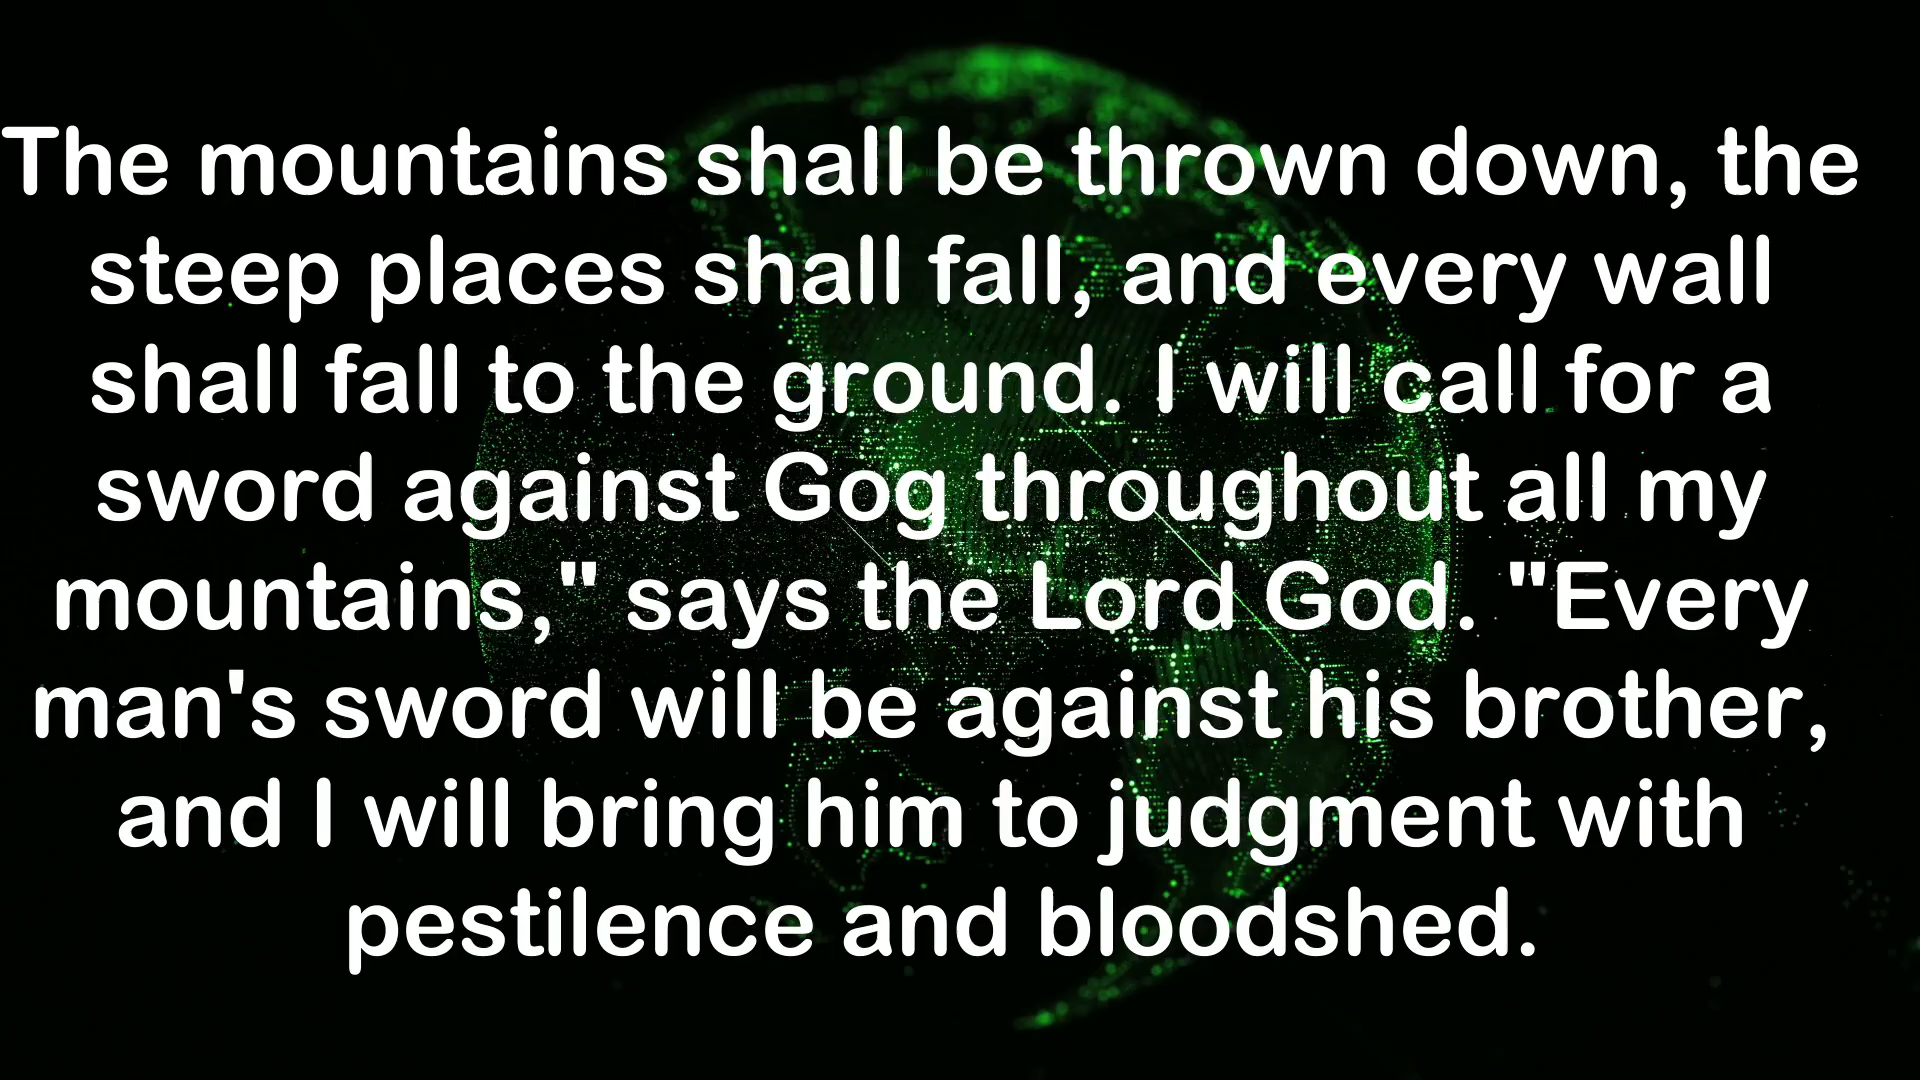 The mountains shall be thrown down, the
steep places shall fall, and every wall
shall fall to the ground. I will call for a
sword against Gog throughout all my
mountains," says the Lord God. "Every
man's sword will be against his brother,
and I will bring him to judgment with
pestilence and bloodshed.